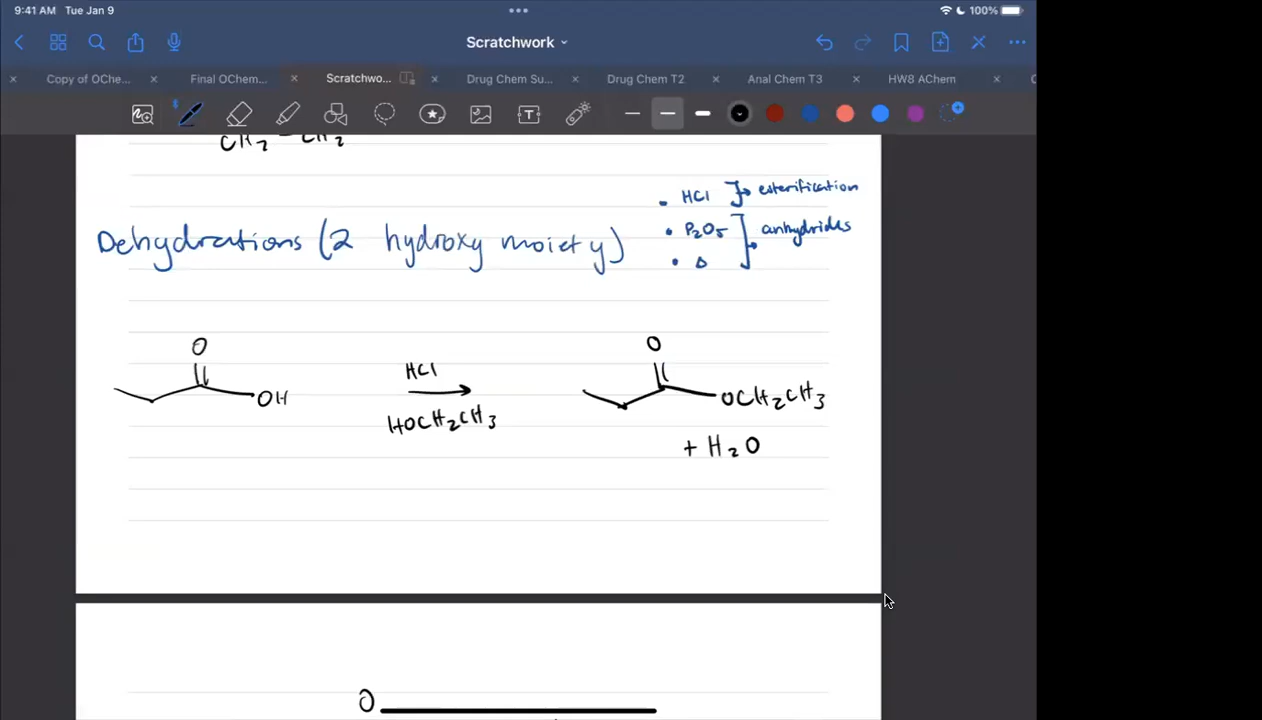 9:41 AM Tue Jan 9
100%
Scratchwork
Copy of OChe...
Final OChem...
Scratchwo...
Drug Chem Su...
Drug Chem T2
Anal Chem T3
HW8 AChem
T
CH2 CH2
• HCl } → esterification
Dehydrations (2 hydroxy moiety)
• P2O5 ] → anhydrides
• Δ
O
OH
HCl
HOCH2CH3
O
OCH2CH3
+ H2O
O